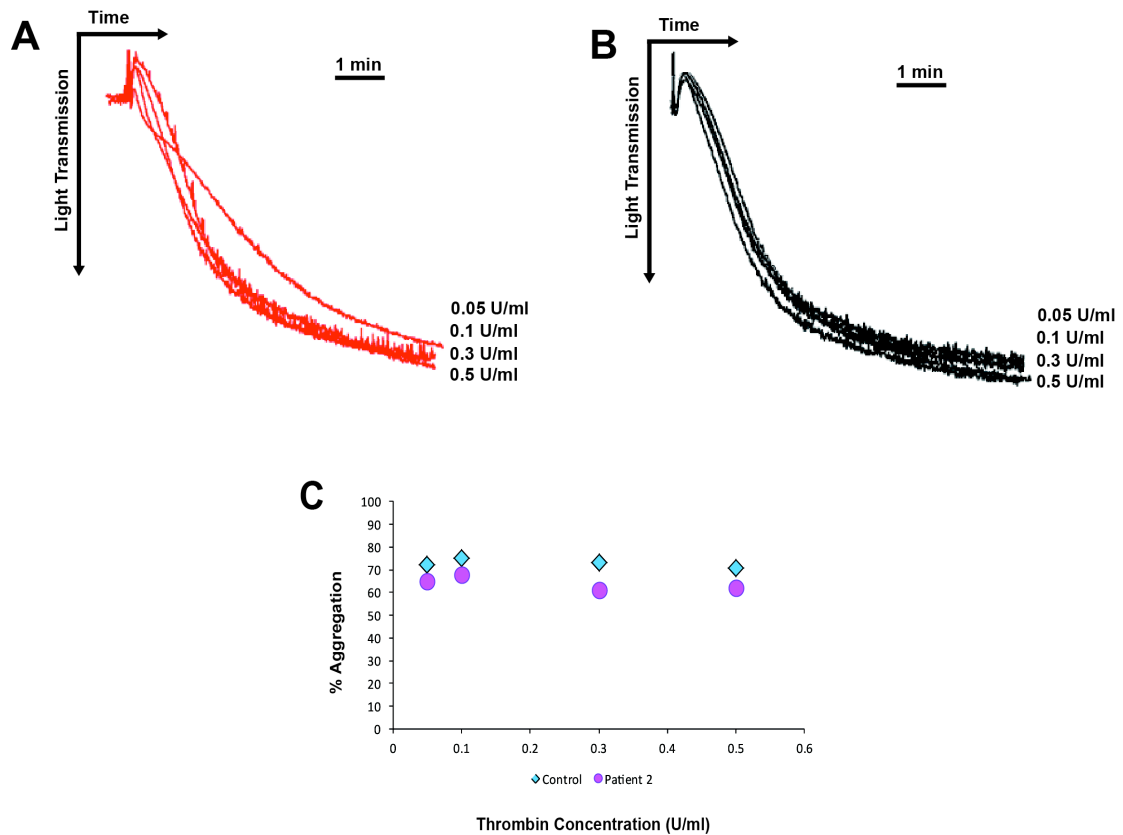 A
Time
Light Transmission
1 min
0.05 U/ml
0.1 U/ml
0.3 U/ml
0.5 U/ml
B
Time
Light Transmission
1 min
0.05 U/ml
0.1 U/ml
0.3 U/ml
0.5 U/ml
C
% Aggregation
100
90
80
70
60
50
40
30
20
10
0
0 0.1 0.2 0.3 0.4 0.5 0.6
Control Patient 2
Thrombin Concentration (U/ml)